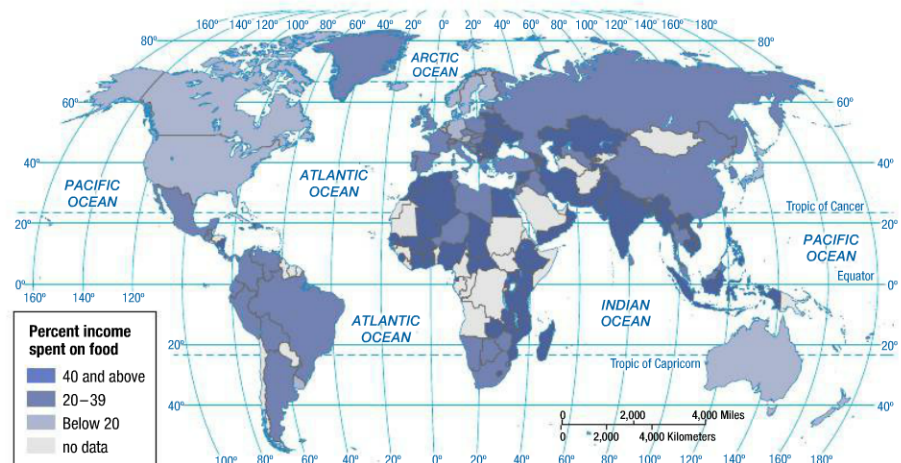 160° 140° 120° 100° 80° 60° 40° 20° 0° 20° 40° 60° 80° 100° 120° 140° 160° 180°
80° 80°
ARCTIC
OCEAN
60° 60°
40° 40°
ATLANTIC
OCEAN
PACIFIC
OCEAN
Tropic of Cancer
20° 20°
PACIFIC
OCEAN
Equator
0° 0°
160° 140° 120°
INDIAN
OCEAN
ATLANTIC
OCEAN
20° 20°
Tropic of Capricorn
40° 40°
Percent income
spent on food
40 and above
20–39
Below 20
no data
0 2,000 4,000 Miles
0 2,000 4,000 Kilometers
100° 80° 60° 40° 20° 0° 20° 40° 60° 80° 100° 120° 140° 160° 180°